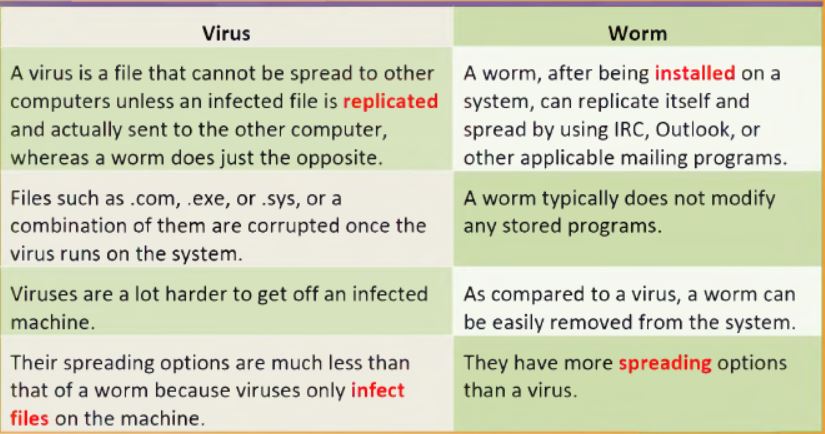 Virus
Worm
A virus is a file that cannot be spread to other
computers unless an infected file is replicated
and actually sent to the other computer,
whereas a worm does just the opposite.
A worm, after being installed on a
system, can replicate itself and
spread by using IRC, Outlook, or
other applicable mailing programs.
Files such as .com, .exe, or .sys, or a
combination of them are corrupted once the
virus runs on the system.
A worm typically does not modify
any stored programs.
Viruses are a lot harder to get off an infected
machine.
As compared to a virus, a worm can
be easily removed from the system.
Their spreading options are much less than
that of a worm because viruses only infect
files on the machine.
They have more spreading options
than a virus.